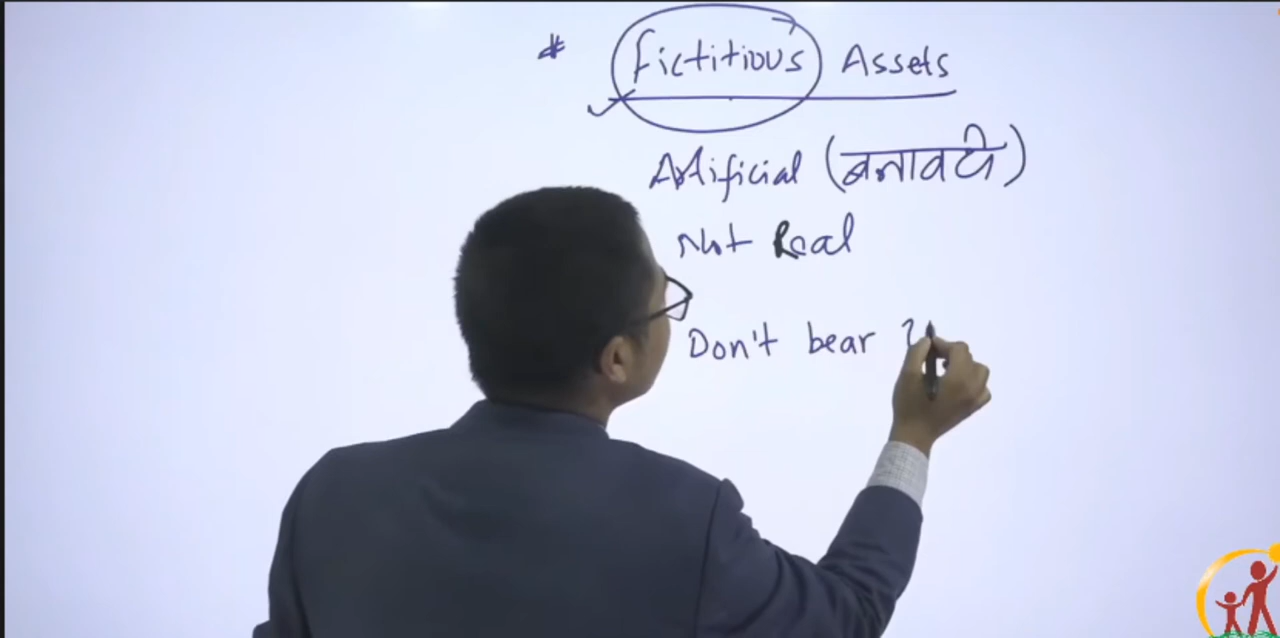 * Fictitious Assets
Artificial (बनावटी)
Not Real
Don't bear